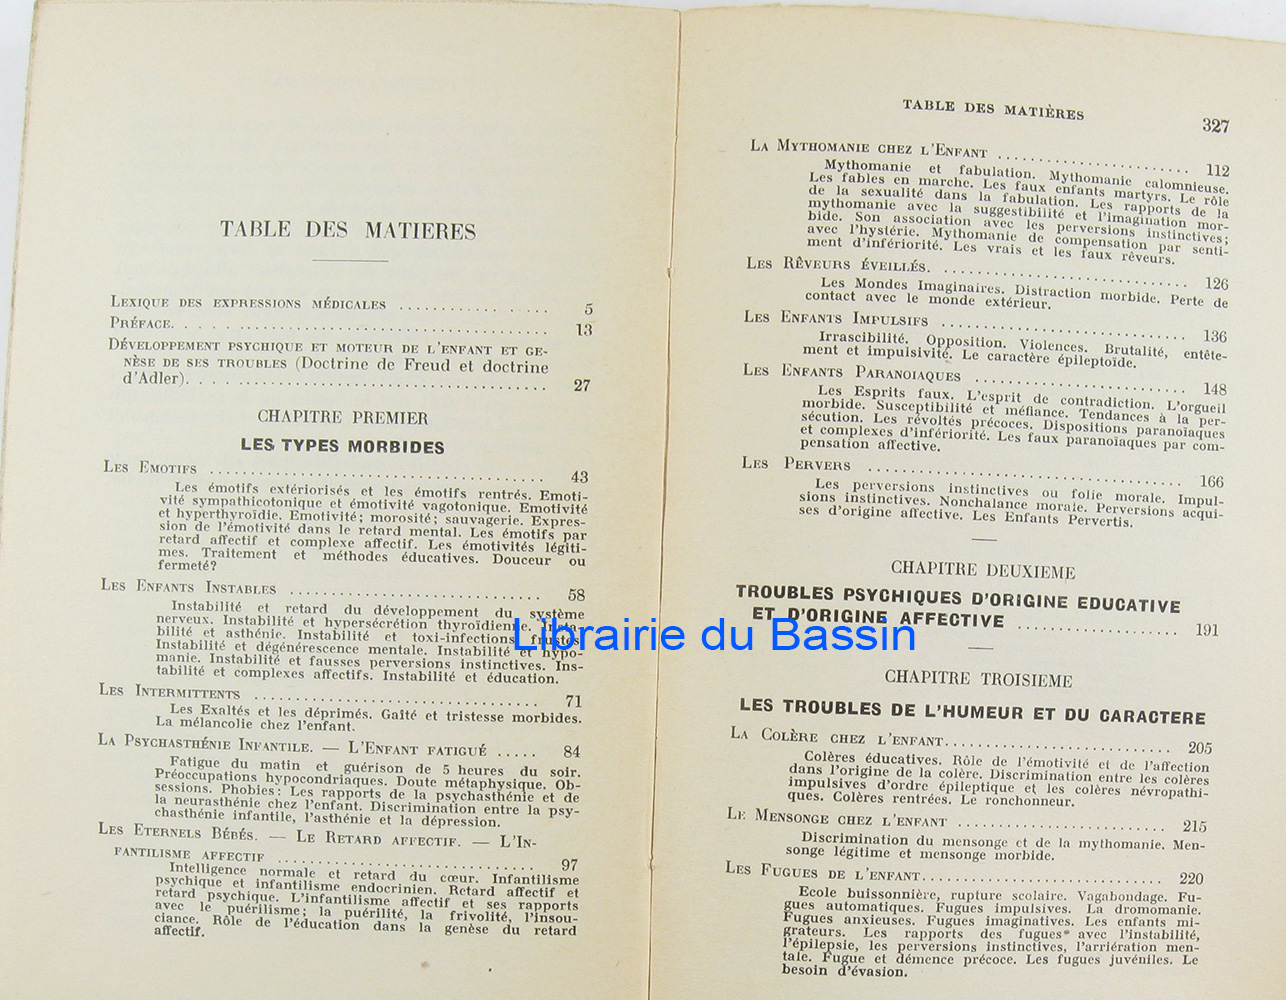 TABLE DES MATIERES
LEXIQUE DES EXPRESSIONS MÉDICALES .................. 5
PRÉFACE. .................................... 13
DÉVELOPPEMENT PSYCHIQUE ET MOTEUR DE L'ENFANT ET GE-
NÈSE DE SES TROUBLES (Doctrine de Freud et doctrine
d'Adler). .................................... 27
CHAPITRE PREMIER
LES TYPES MORBIDES
LES EMOTIFS .................................... 43
Les émotifs extériorisés et les émotifs rentrés. Emoti-
vité sympathicotonique et émotivité vagotonique. Emotivité
et hyperthyroïdie. Emotivité; morosité; sauvagerie. Expres-
sion de l'émotivité dans le retard mental. Les émotifs par
retard affectif et complexe affectif. Les émotivités légiti-
mes. Traitement et méthodes éducatives. Douceur ou
fermeté?
LES ENFANTS INSTABLES ............................ 58
Instabilité et retard du développement du système
nerveux. Instabilité et hypersécrétion thyroïdienne. Insta-
bilité et asthénie. Instabilité et toxi-infections frustes.
Instabilité et dégénérescence mentale. Instabilité et hypo-
manie. Instabilité et fausses perversions instinctives. Ins-
tabilité et complexes affectifs. Instabilité et éducation.
LES INTERMITTENTS ............................... 71
Les Exaltés et les déprimés. Gaîté et tristesse morbides.
La mélancolie chez l'enfant.
LA PSYCHASTHÉNIE INFANTILE. — L'ENFANT FATIGUÉ ..... 84
Fatigue du matin et guérison de 5 heures du soir.
Préoccupations hypocondriaques. Doute métaphysique. Ob-
sessions. Phobies: Les rapports de la psychasthénie et de
la neurasthénie chez l'enfant. Discrimination entre la psy-
chasthénie infantile, l'asthénie et la dépression.
LES ETERNELS BÉBÉS. — LE RETARD AFFECTIF. — L'IN-
FANTILISME AFFECTIF ............................. 97
Intelligence normale et retard du cœur. Infantilisme
psychique et infantilisme endocrinien. Retard affectif et
retard psychique. L'infantilisme affectif et ses rapports
avec le puérilisme; la puérilité, la frivolité, l'insou-
ciance. Rôle de l'éducation dans la genèse du retard
affectif.
TABLE DES MATIÈRES
327
LA MYTHOMANIE CHEZ L'ENFANT ..................... 112
Mythomanie et fabulation. Mythomanie calomnieuse.
Les fables en marche. Les faux enfants martyrs. Le rôle
de la sexualité dans la fabulation. Les rapports de la
mythomanie avec la suggestibilité et l'imagination mor-
bide. Son association avec les perversions instinctives;
avec l'hystérie. Mythomanie de compensation par senti-
ment d'infériorité. Les vrais et les faux rêveurs.
LES RÊVEURS ÉVEILLÉS. ........................... 126
Les Mondes Imaginaires. Distraction morbide. Perte de
contact avec le monde extérieur.
LES ENFANTS IMPULSIFS ........................... 136
Irrascibilité. Opposition. Violences. Brutalité, entête-
ment et impulsivité. Le caractère épileptoïde.
LES ENFANTS PARANOIAQUES ....................... 148
Les Esprits faux. L'esprit de contradiction. L'orgueil
morbide. Susceptibilité et méfiance. Tendances à la per-
sécution. Les révoltés précoces. Dispositions paranoïaques
et complexes d'infériorité. Les faux paranoïaques par com-
pensation affective.
LES PERVERS .................................... 166
Les perversions instinctives ou folie morale. Impul-
sions instinctives. Nonchalance morale. Perversions acqui-
ses d'origine affective. Les Enfants Pervertis.
CHAPITRE DEUXIEME
TROUBLES PSYCHIQUES D'ORIGINE EDUCATIVE
ET D'ORIGINE AFFECTIVE .................. 191
CHAPITRE TROISIEME
LES TROUBLES DE L'HUMEUR ET DU CARACTERE
LA COLÈRE CHEZ L'ENFANT......................... 205
Colères éducatives. Rôle de l'émotivité et de l'affection
dans l'origine de la colère. Discrimination entre les colères
impulsives d'ordre épileptique et les colères névropathi-
ques. Colères rentrées. Le ronchonneur.
LE MENSONGE CHEZ L'ENFANT ....................... 215
Discrimination du mensonge et de la mythomanie. Men-
songe légitime et mensonge morbide.
LES FUGUES DE L'ENFANT.......................... 220
Ecole buissonnière, rupture scolaire. Vagabondage. Fu-
gues automatiques. Fugues impulsives. La dromomanie.
Fugues anxieuses. Fugues imaginatives. Les enfants mi-
grateurs. Les rapports des fugues avec l'instabilité,
l'épilepsie, les perversions instinctives, l'arriération men-
tale. Fugue et démence précoce. Les fugues juvéniles. Le
besoin d'évasion.
Librairie du Bassin